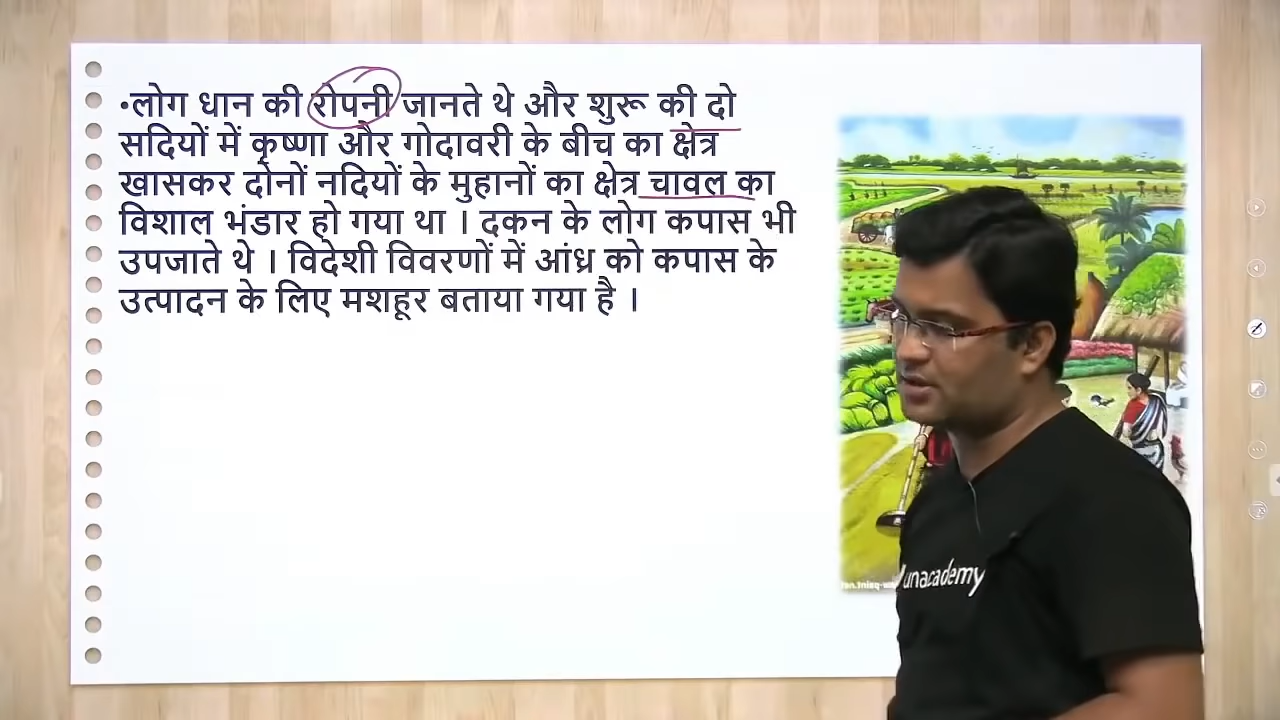 •लोग धान की रोपनी जानते थे और शुरू की दो
सदियों में कृष्णा और गोदावरी के बीच का क्षेत्र
खासकर दोनों नदियों के मुहानों का क्षेत्र चावल का
विशाल भंडार हो गया था । दकन के लोग कपास भी
उपजाते थे । विदेशी विवरणों में आंध्र को कपास के
उत्पादन के लिए मशहूर बताया गया है ।
unacademy